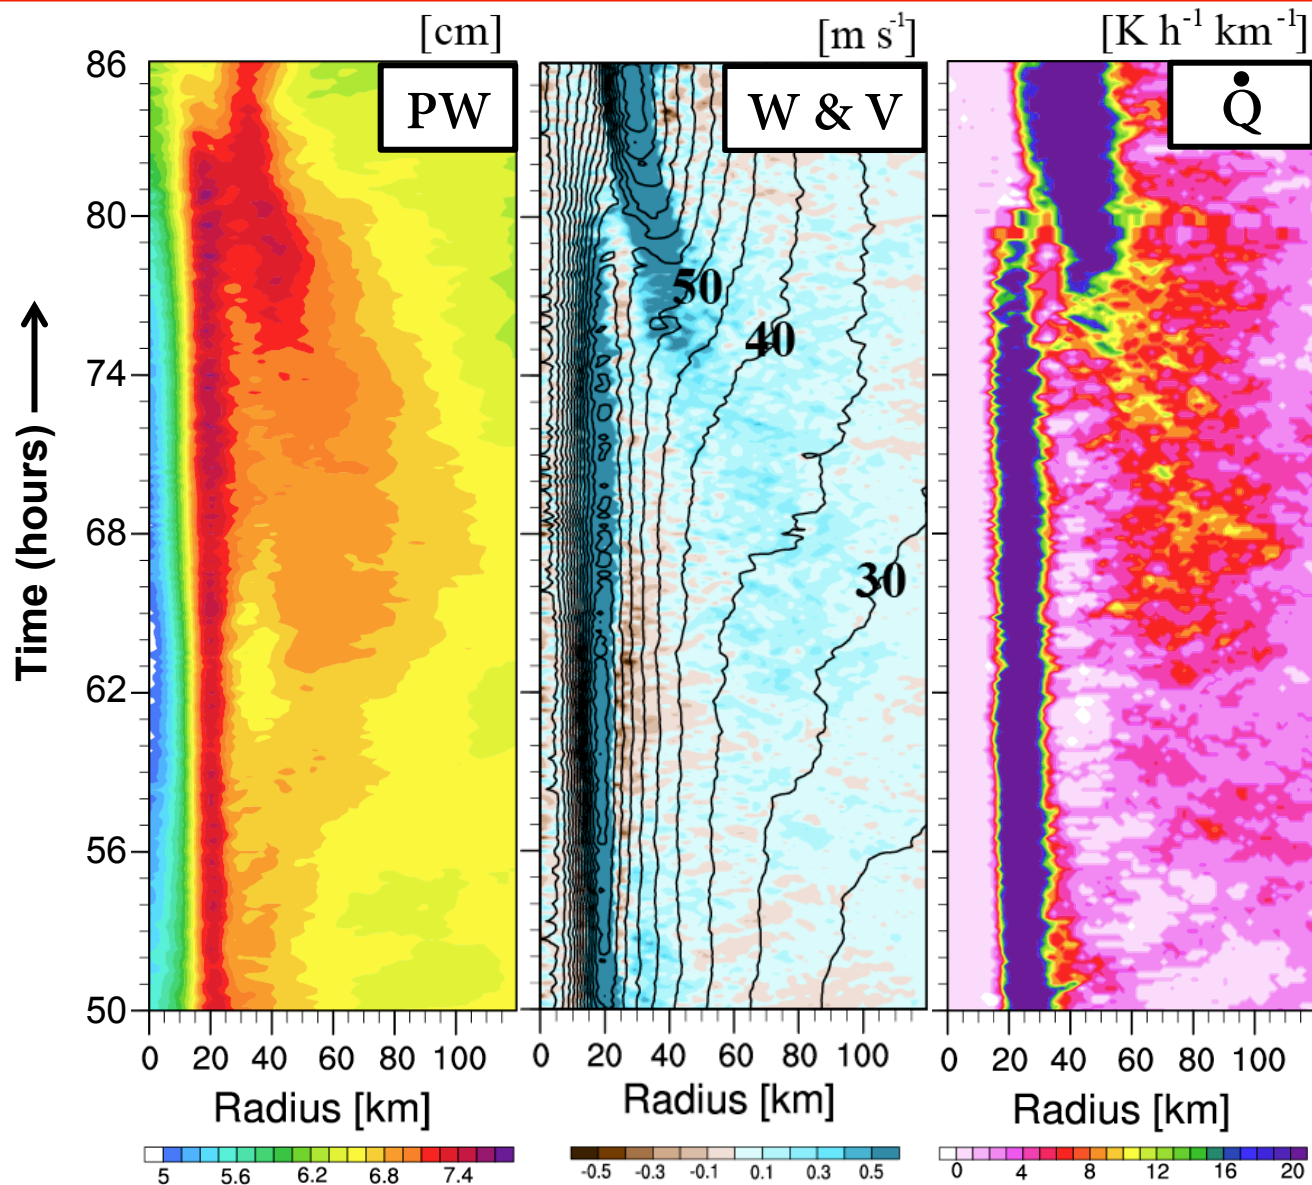 [cm]
[m s-1]
[K h-1 km-1]
PW
W & V
Q̇
86
80
74
68
62
56
50
Time (hours)
50
40
30
0 20 40 60 80 100
0 20 40 60 80 100
0 20 40 60 80 100
Radius [km]
Radius [km]
Radius [km]
5 5.6 6.2 6.8 7.4
-0.5 -0.3 -0.1 0.1 0.3 0.5
0 4 8 12 16 20